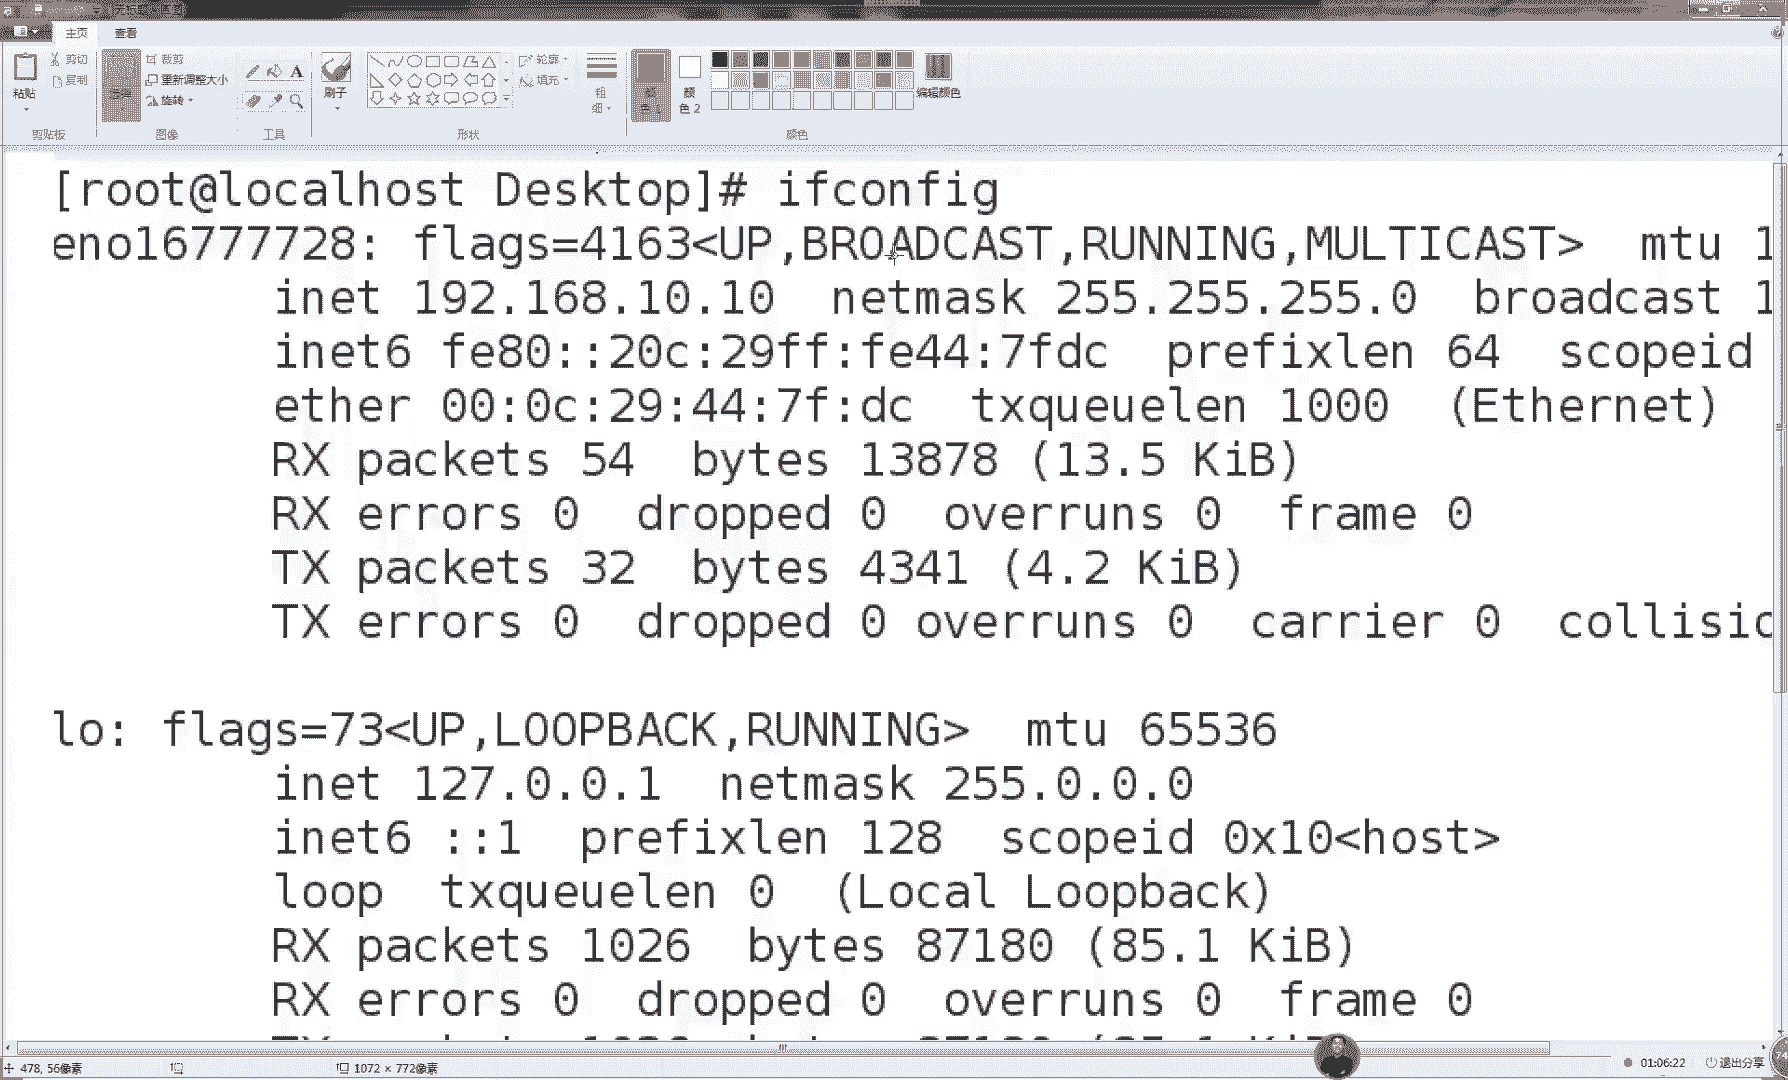 主页 查看
剪切
复制
粘贴
裁剪
重新调整大小
旋转
刷子
轮廓
填充
粗
细
颜
色 2
编辑颜色
剪贴板 图像 工具 形状 颜色
[root@localhost Desktop]# ifconfig
eno16777728: flags=4163<UP,BROADCAST,RUNNING,MULTICAST>  mtu 1
inet 192.168.10.10  netmask 255.255.255.0  broadcast 1
inet6 fe80::20c:29ff:fe44:7fdc  prefixlen 64  scopeid
ether 00:0c:29:44:7f:dc  txqueuelen 1000  (Ethernet)
RX packets 54  bytes 13878 (13.5 KiB)
RX errors 0  dropped 0  overruns 0  frame 0
TX packets 32  bytes 4341 (4.2 KiB)
TX errors 0  dropped 0 overruns 0  carrier 0  collisio
lo: flags=73<UP,LOOPBACK,RUNNING>  mtu 65536
inet 127.0.0.1  netmask 255.0.0.0
inet6 ::1  prefixlen 128  scopeid 0x10<host>
loop  txqueuelen 0  (Local Loopback)
RX packets 1026  bytes 87180 (85.1 KiB)
RX errors 0  dropped 0  overruns 0  frame 0
478, 56像素 1072 × 772像素 01:06:22 退出分享